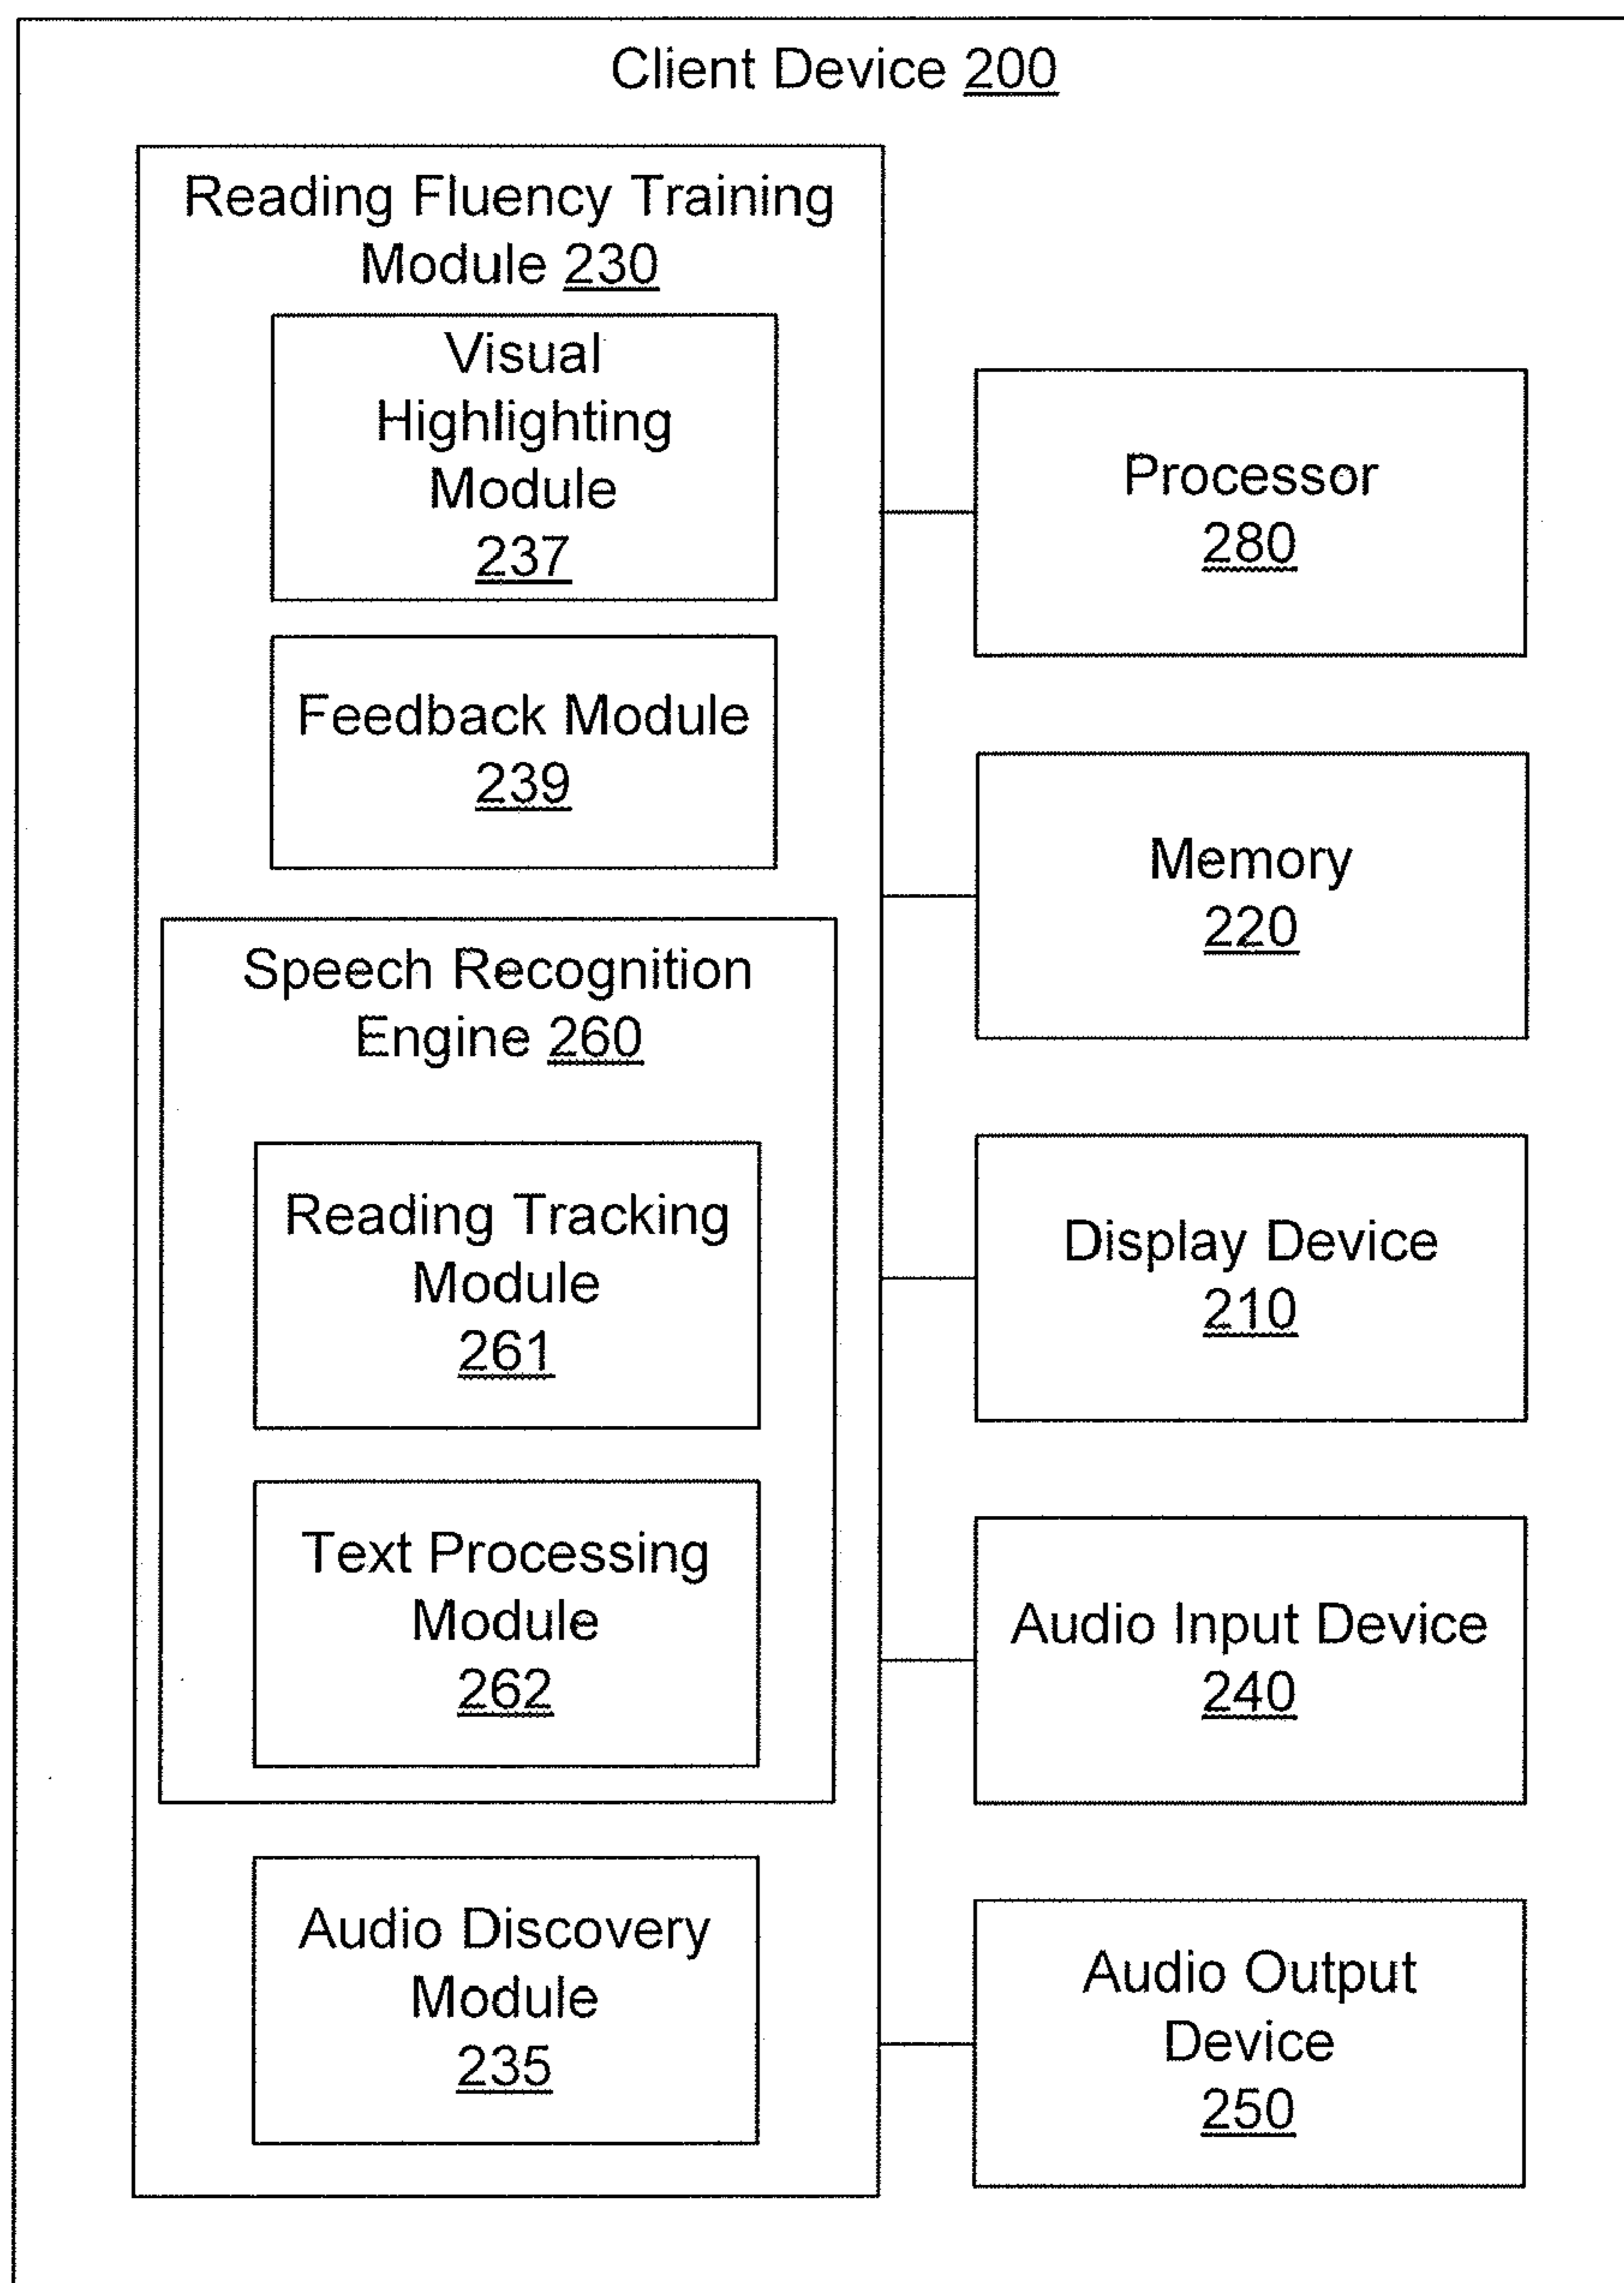 Client Device 200
Reading Fluency Training
Module 230
Visual
Highlighting
Module
237
Feedback Module
239
Speech Recognition
Engine 260
Reading Tracking
Module
261
Text Processing
Module
262
Audio Discovery
Module
235
Processor
280
Memory
220
Display Device
210
Audio Input Device
240
Audio Output
Device
250